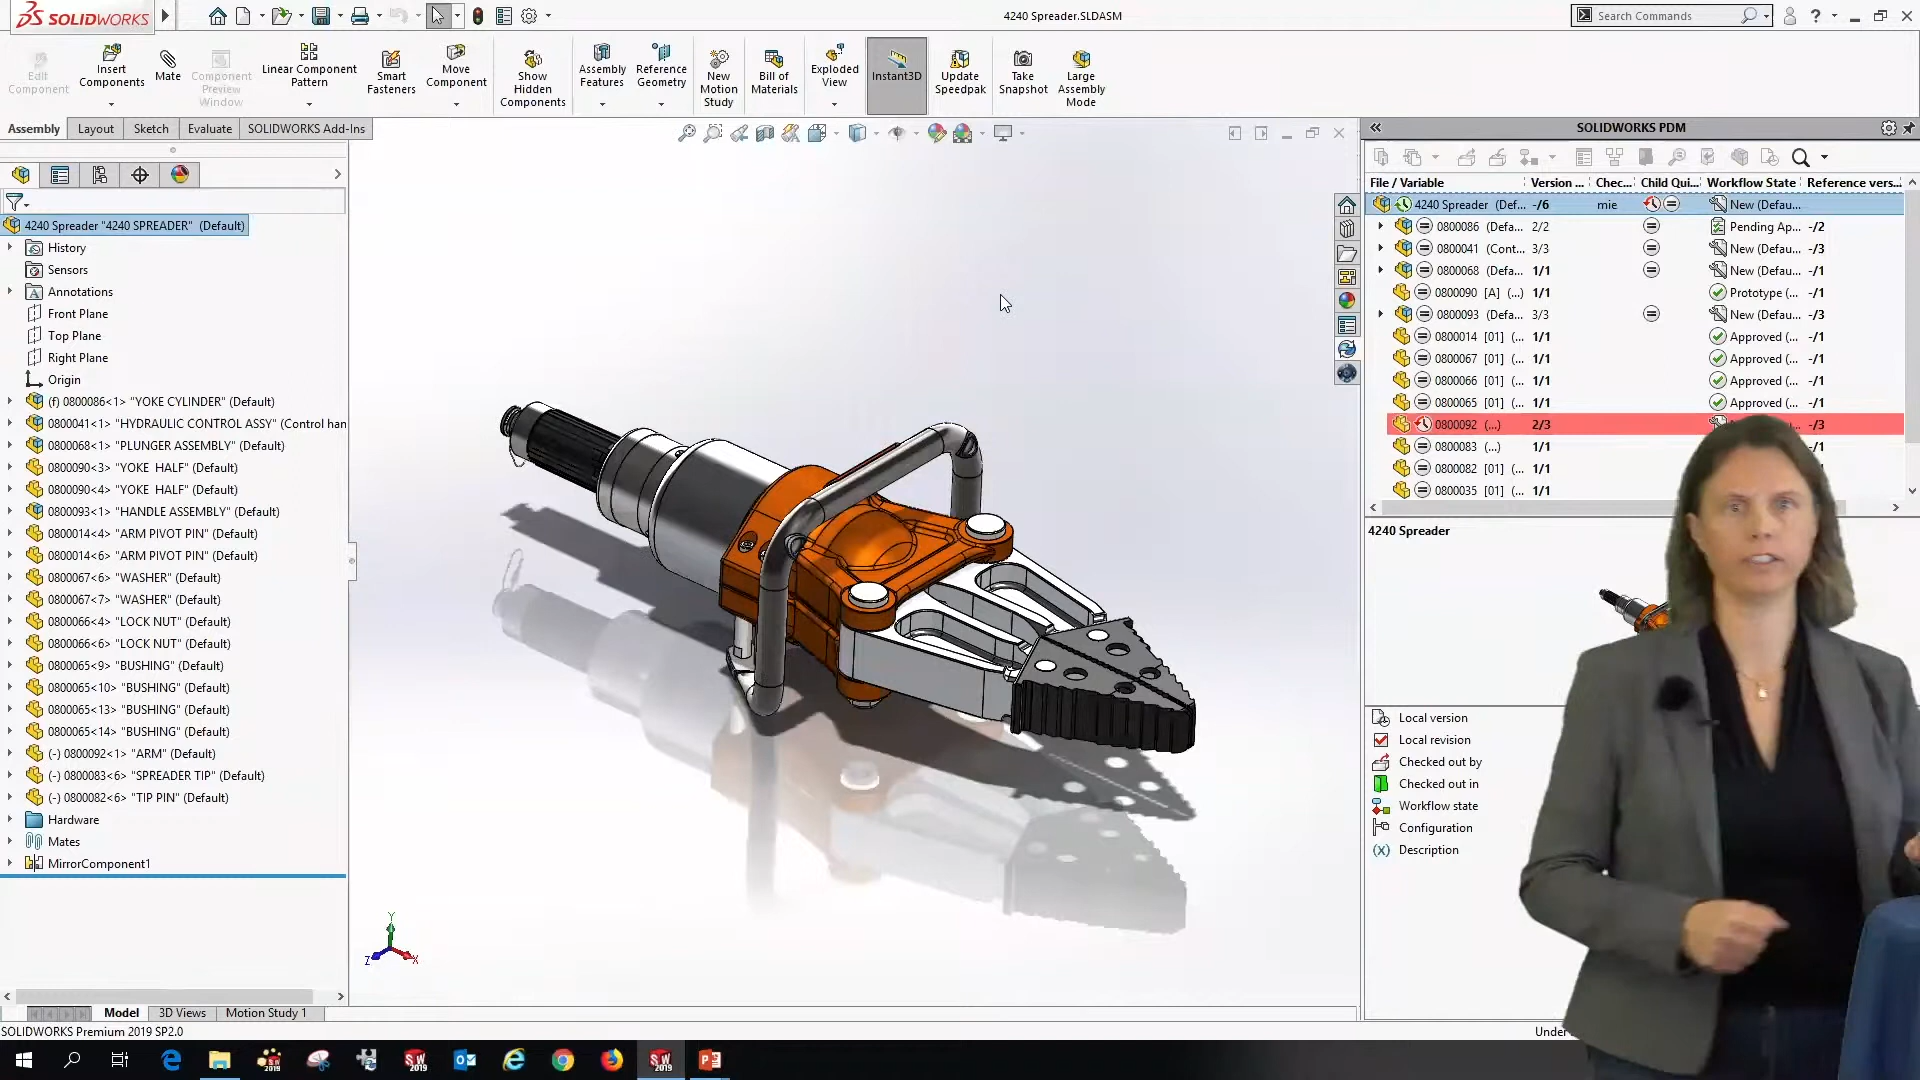 SOLIDWORKS
4240 Spreader.SLDASM
Search Commands
Edit Component
Insert Components
Mate
Component Preview Window
Linear Component Pattern
Smart Fasteners
Move Component
Show Hidden Components
Assembly Features
Reference Geometry
New Motion Study
Bill of Materials
Exploded View
Instant3D
Update Speedpak
Take Snapshot
Large Assembly Mode
Assembly Layout Sketch Evaluate SOLIDWORKS Add-Ins
4240 Spreader "4240 SPREADER" (Default)
History
Sensors
Annotations
Front Plane
Top Plane
Right Plane
Origin
(f) 0800086<1> "YOKE CYLINDER" (Default)
0800041<1> "HYDRAULIC CONTROL ASSY" (Control han
0800068<1> "PLUNGER ASSEMBLY" (Default)
0800090<3> "YOKE HALF" (Default)
0800090<4> "YOKE HALF" (Default)
0800093<1> "HANDLE ASSEMBLY" (Default)
0800014<4> "ARM PIVOT PIN" (Default)
0800014<6> "ARM PIVOT PIN" (Default)
0800067<6> "WASHER" (Default)
0800067<7> "WASHER" (Default)
0800066<4> "LOCK NUT" (Default)
0800066<6> "LOCK NUT" (Default)
0800065<9> "BUSHING" (Default)
0800065<10> "BUSHING" (Default)
0800065<13> "BUSHING" (Default)
0800065<14> "BUSHING" (Default)
(-) 0800092<1> "ARM" (Default)
(-) 0800083<6> "SPREADER TIP" (Default)
(-) 0800082<6> "TIP PIN" (Default)
Hardware
Mates
MirrorComponent1
Y
Z X
Model 3D Views Motion Study 1
SOLIDWORKS Premium 2019 SP2.0
SOLIDWORKS PDM
File / Variable Version ... Chec... Child Qui... Workflow State Reference vers...
4240 Spreader (Def... -/6 mie New (Defau...
0800086 (Defa... 2/2 Pending Ap... -/2
0800041 (Cont... 3/3 New (Defau... -/3
0800068 (Defa... 1/1 New (Defau... -/1
0800090 [A] (...) 1/1 Prototype (... -/1
0800093 (Defa... 3/3 New (Defau... -/3
0800014 [01] (... 1/1 Approved (... -/1
0800067 [01] (... 1/1 Approved (... -/1
0800066 [01] (... 1/1 Approved (... -/1
0800065 [01] (... 1/1 Approved (... -/1
0800092 (...) 2/3 -/3
0800083 (...) 1/1 -/1
0800082 [01] (... 1/1
0800035 [01] (... 1/1
4240 Spreader
Local version
Local revision
Checked out by
Checked out in
Workflow state
Configuration
Description
Under